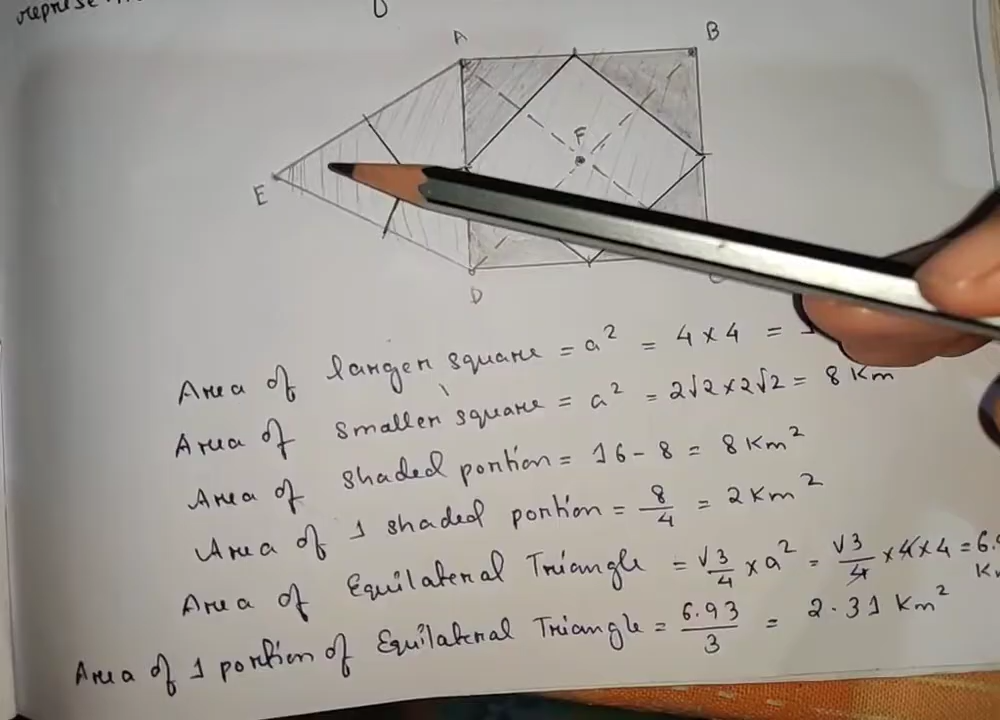 A
B
F
E
D
Area of larger square = a² = 4 × 4 =
Area of smaller square = a² = 2√2 × 2√2 = 8 Km
Area of shaded portion = 16 - 8 = 8 Km²
Area of 1 shaded portion = 8/4 = 2 Km²
Area of Equilateral Triangle = √3/4 × a² = √3/4 × 4 × 4 = 6.9
Area of 1 portion of Equilateral Triangle = 6.93/3 = 2.31 Km²